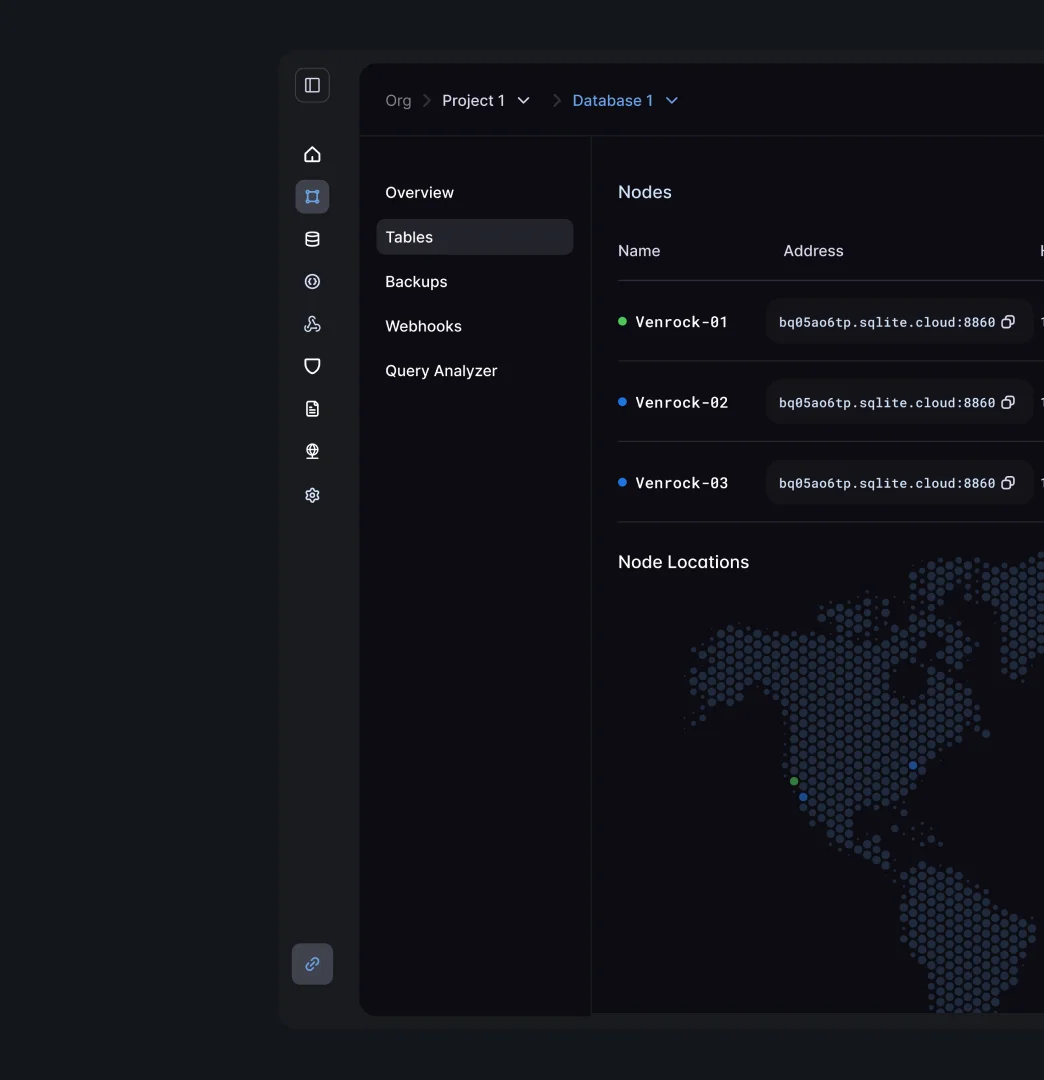 Org Project 1 Database 1
Overview
Tables
Backups
Webhooks
Query Analyzer
Nodes
Name Address
Venrock-01 bq05ao6tp.sqlite.cloud:8860
Venrock-02 bq05ao6tp.sqlite.cloud:8860
Venrock-03 bq05ao6tp.sqlite.cloud:8860
Node Locations